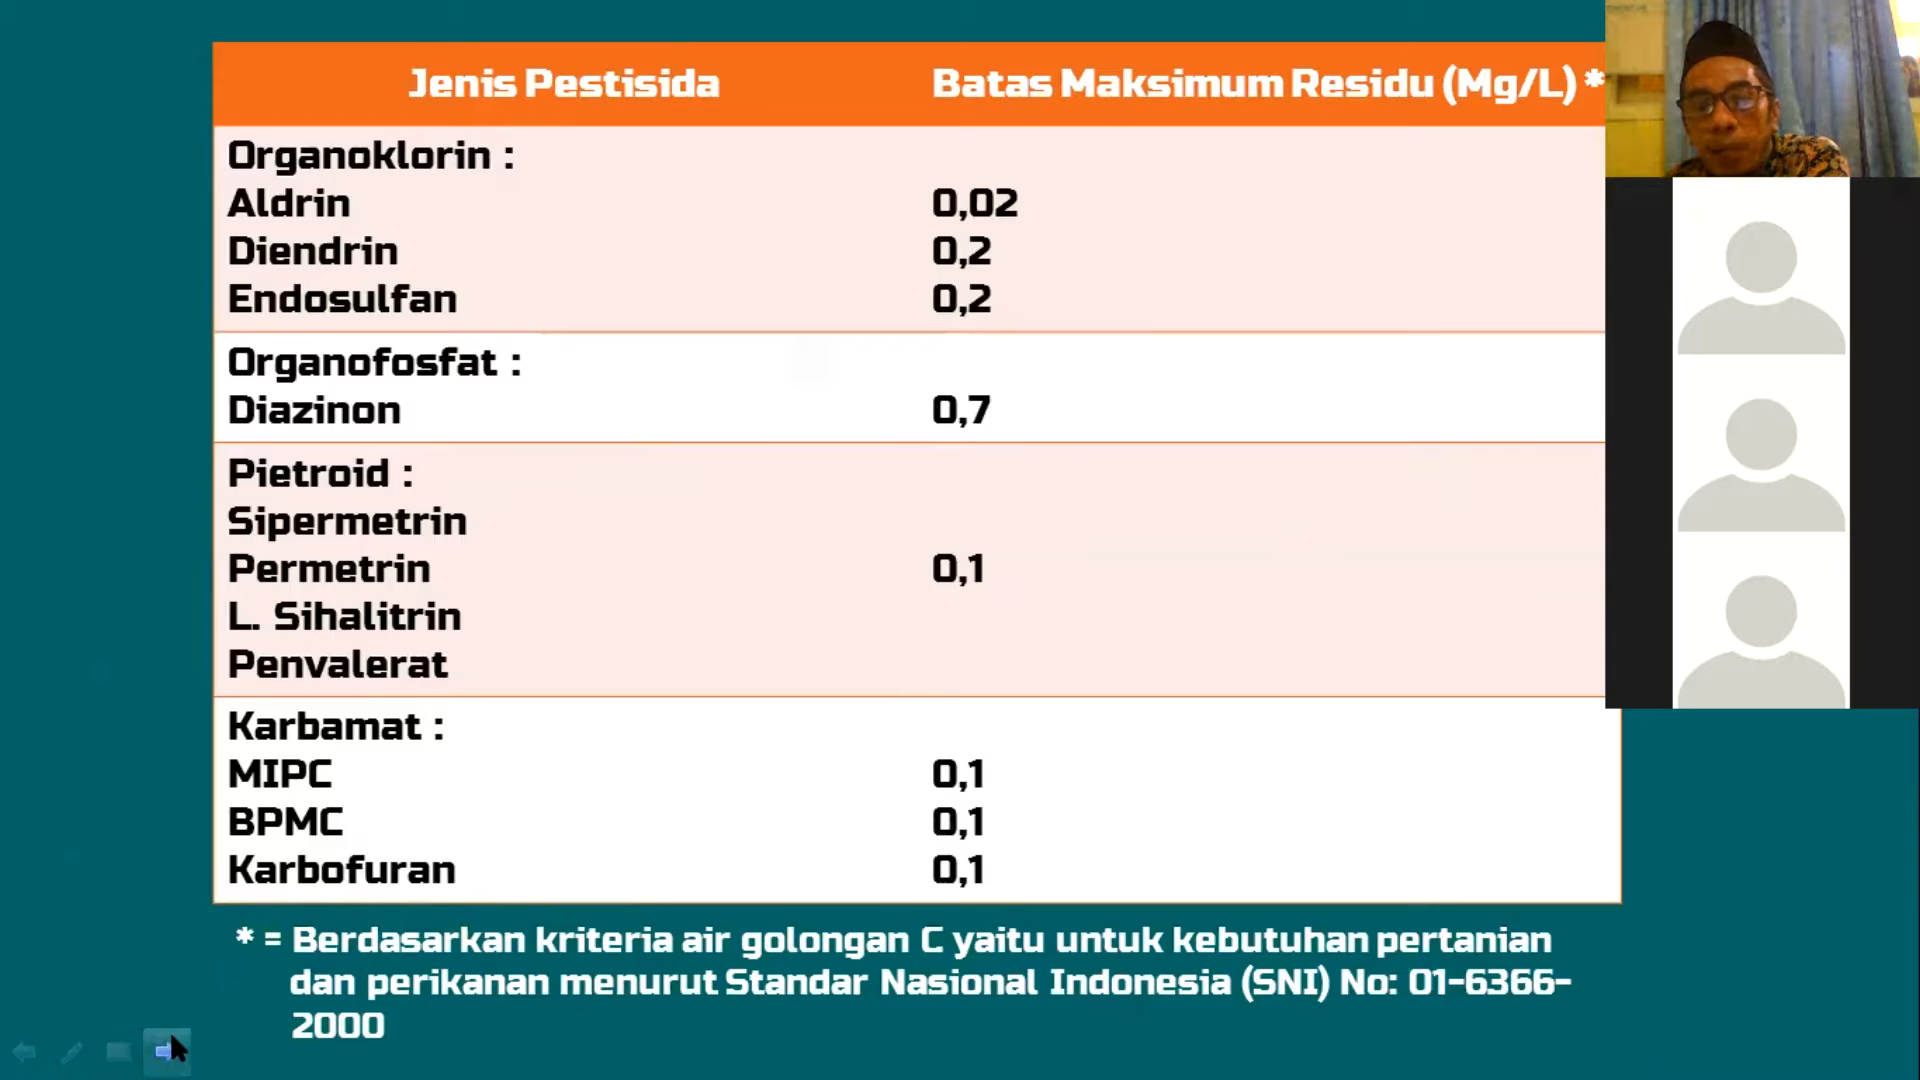 Jenis Pestisida Batas Maksimum Residu (Mg/L) *
Organoklorin :
Aldrin 0,02
Diendrin 0,2
Endosulfan 0,2
Organofosfat :
Diazinon 0,7
Pietroid :
Sipermetrin
Permetrin 0,1
L. Sihalitrin
Penvalerat
Karbamat :
MIPC 0,1
BPMC 0,1
Karbofuran 0,1
* = Berdasarkan kriteria air golongan C yaitu untuk kebutuhan pertanian
dan perikanan menurut Standar Nasional Indonesia (SNI) No: 01-6366-
2000